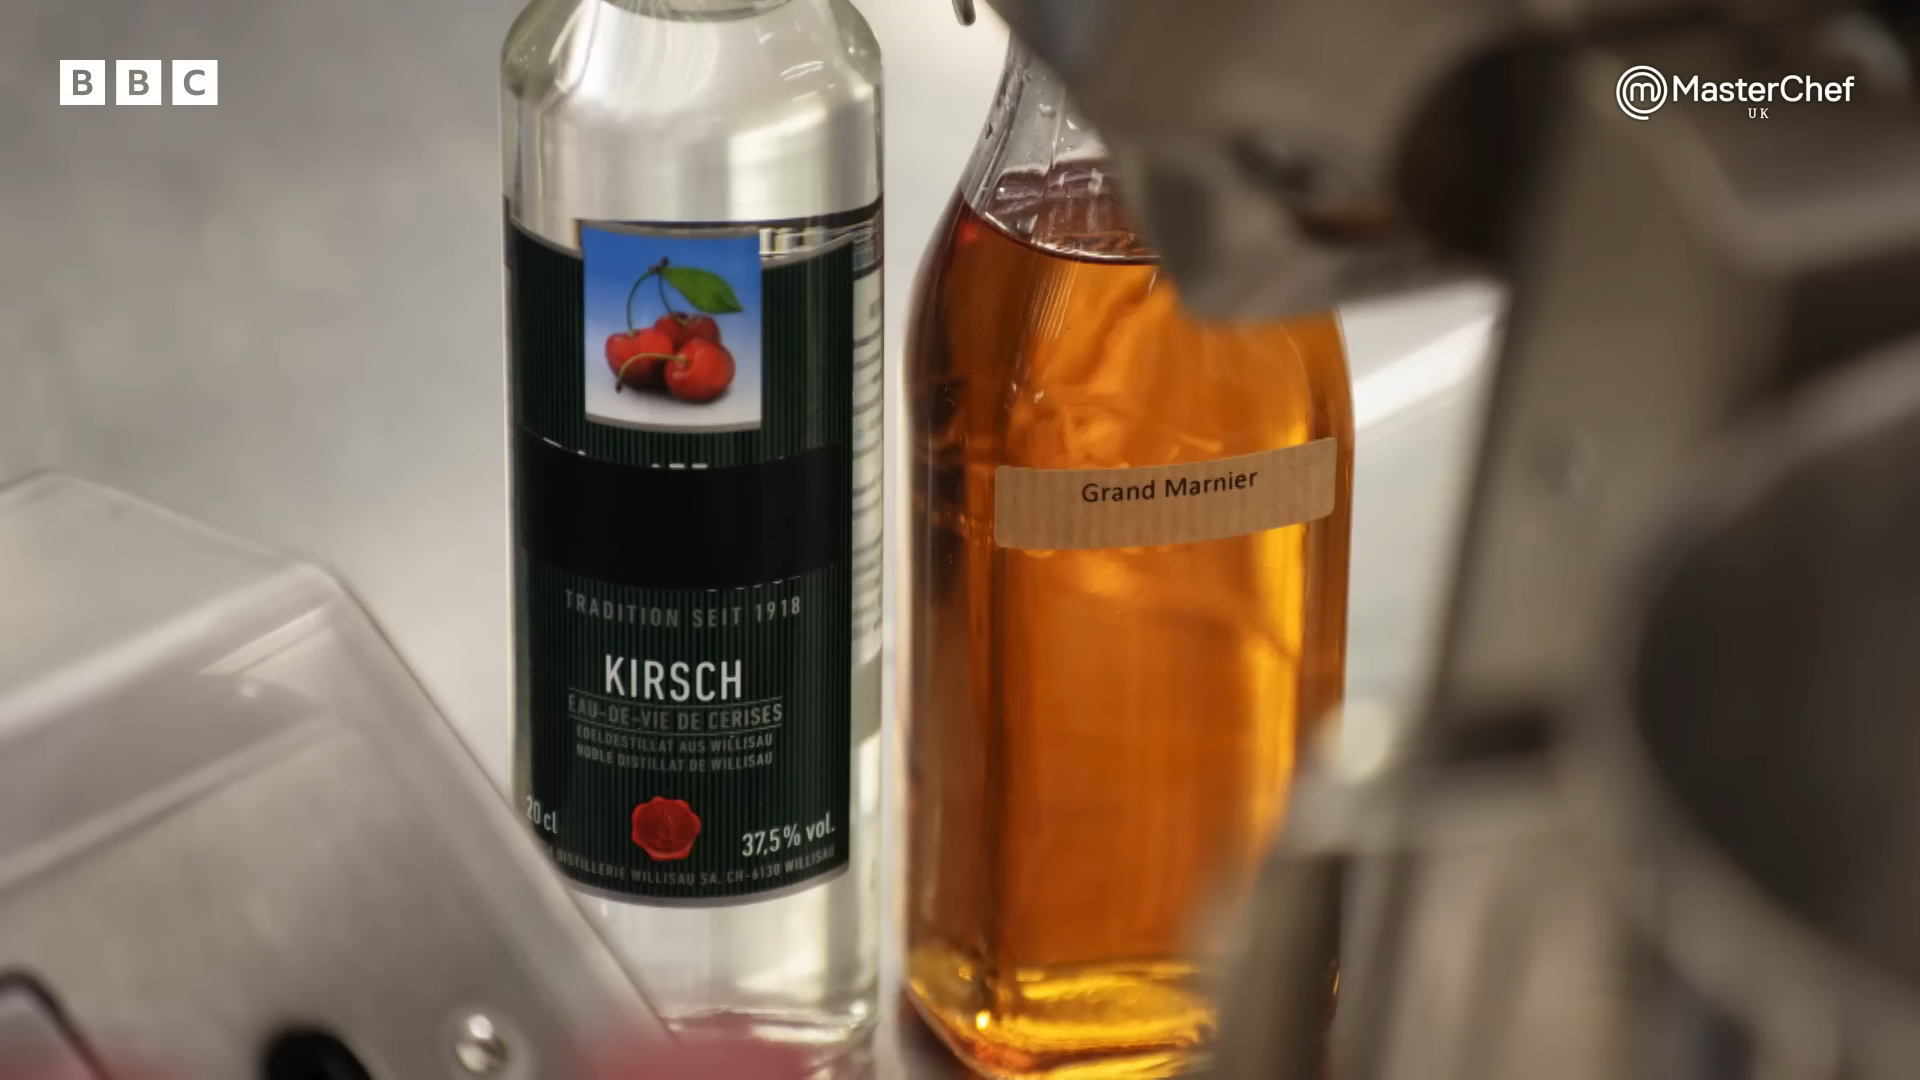 BBC
MasterChef
UK
Grand Marnier
TRADITION SEIT 1918
KIRSCH
EAU-DE-VIE DE CERISES
EDELDESTILLAT AUS WILLISAU
NOBLE DISTILLAT DE WILLISAU
20 cl
37,5% vol.
DISTILLERIE WILLISAU SA, CH-6130 WILLISAU